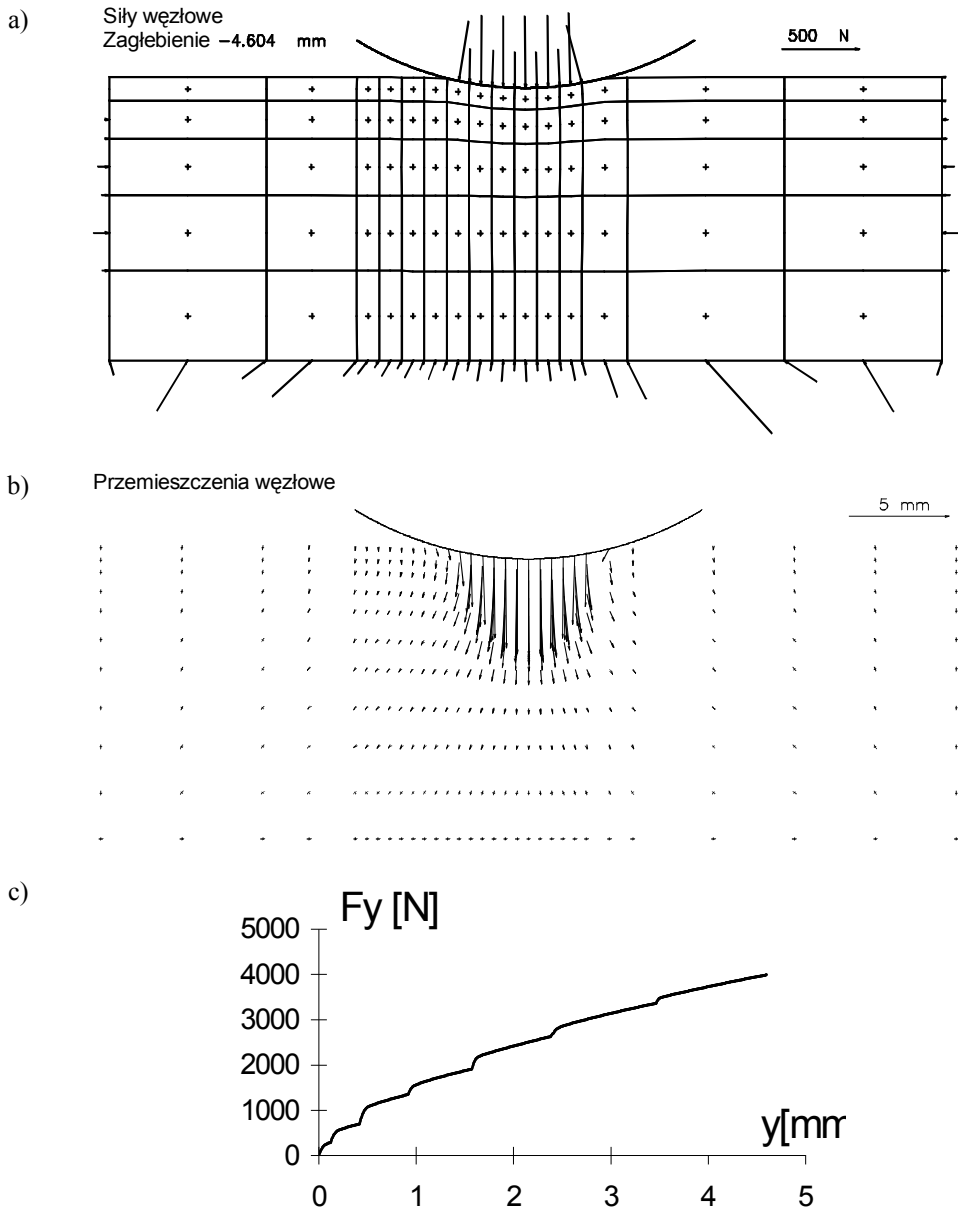 a)
Siły węzłowe
Zagłebienie -4.604 mm
500 N
b)
Przemieszczenia węzłowe
5 mm
c)
Fy [N]
5000
4000
3000
2000
1000
0
y[mm
0 1 2 3 4 5